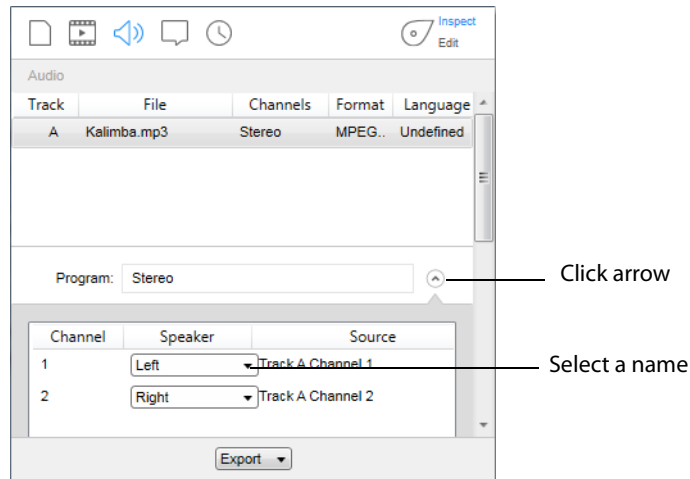 Inspect
Edit
Audio
Track File Channels Format Language
A Kalimba.mp3 Stereo MPEG.. Undefined
Program: Stereo
Click arrow
Channel Speaker Source
1 Left Track A Channel 1
Select a name
2 Right Track A Channel 2
Export